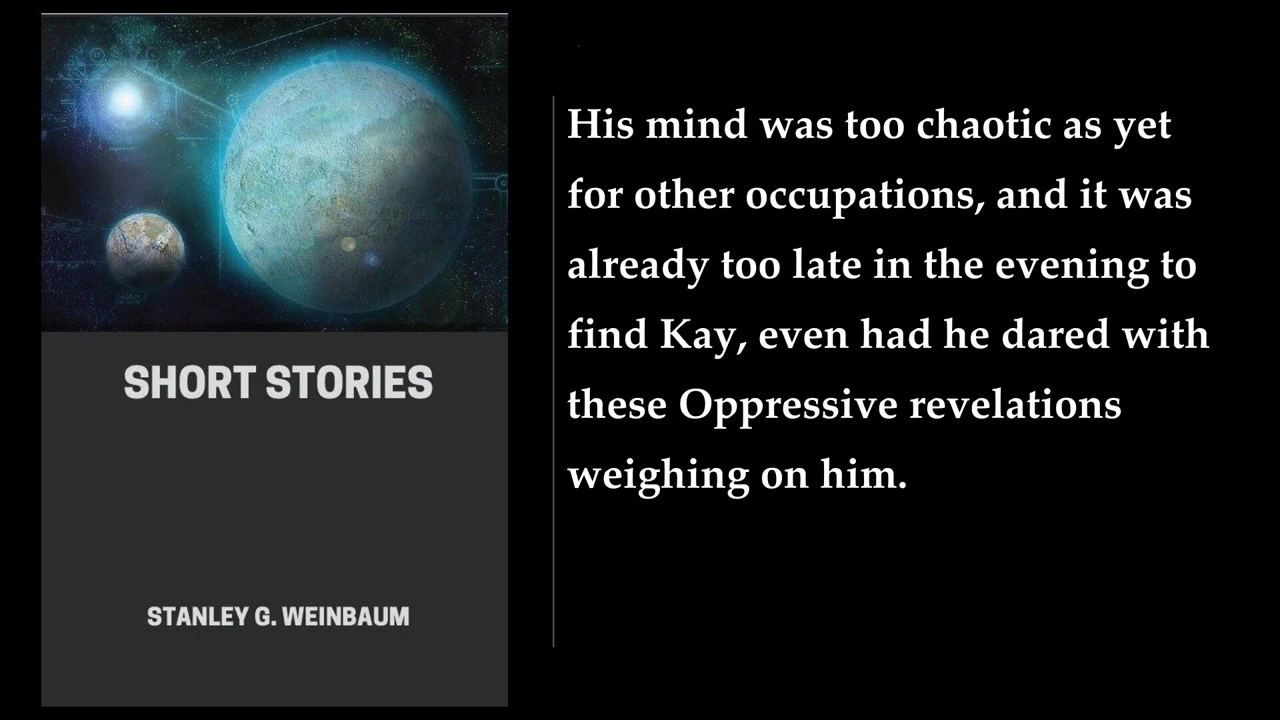 SHORT STORIES
STANLEY G. WEINBAUM
His mind was too chaotic as yet
for other occupations, and it was
already too late in the evening to
find Kay, even had he dared with
these Oppressive revelations
weighing on him.